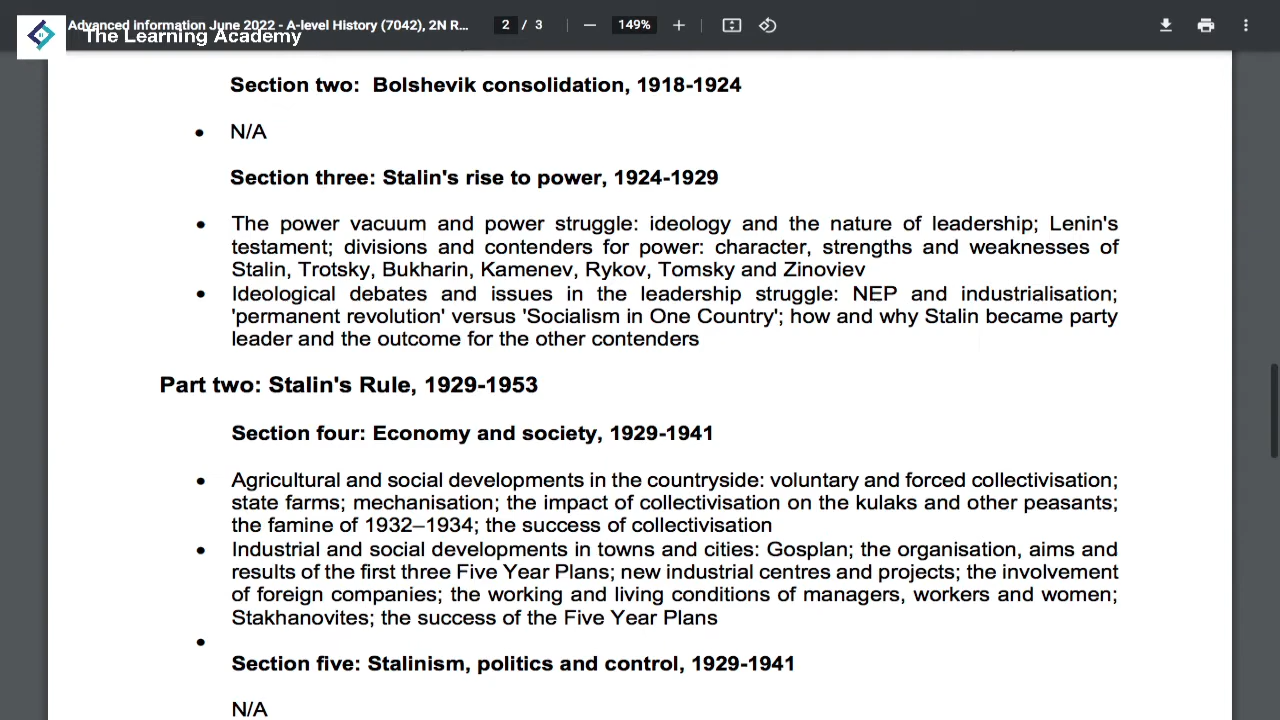 Advanced information June 2022 - A-level History (7042), 2N R...
2 / 3
149%
The Learning Academy
Section two: Bolshevik consolidation, 1918-1924
• N/A
Section three: Stalin's rise to power, 1924-1929
• The power vacuum and power struggle: ideology and the nature of leadership; Lenin's
testament; divisions and contenders for power: character, strengths and weaknesses of
Stalin, Trotsky, Bukharin, Kamenev, Rykov, Tomsky and Zinoviev
• Ideological debates and issues in the leadership struggle: NEP and industrialisation;
'permanent revolution' versus 'Socialism in One Country'; how and why Stalin became party
leader and the outcome for the other contenders
Part two: Stalin's Rule, 1929-1953
Section four: Economy and society, 1929-1941
• Agricultural and social developments in the countryside: voluntary and forced collectivisation;
state farms; mechanisation; the impact of collectivisation on the kulaks and other peasants;
the famine of 1932–1934; the success of collectivisation
• Industrial and social developments in towns and cities: Gosplan; the organisation, aims and
results of the first three Five Year Plans; new industrial centres and projects; the involvement
of foreign companies; the working and living conditions of managers, workers and women;
Stakhanovites; the success of the Five Year Plans
•
Section five: Stalinism, politics and control, 1929-1941
N/A